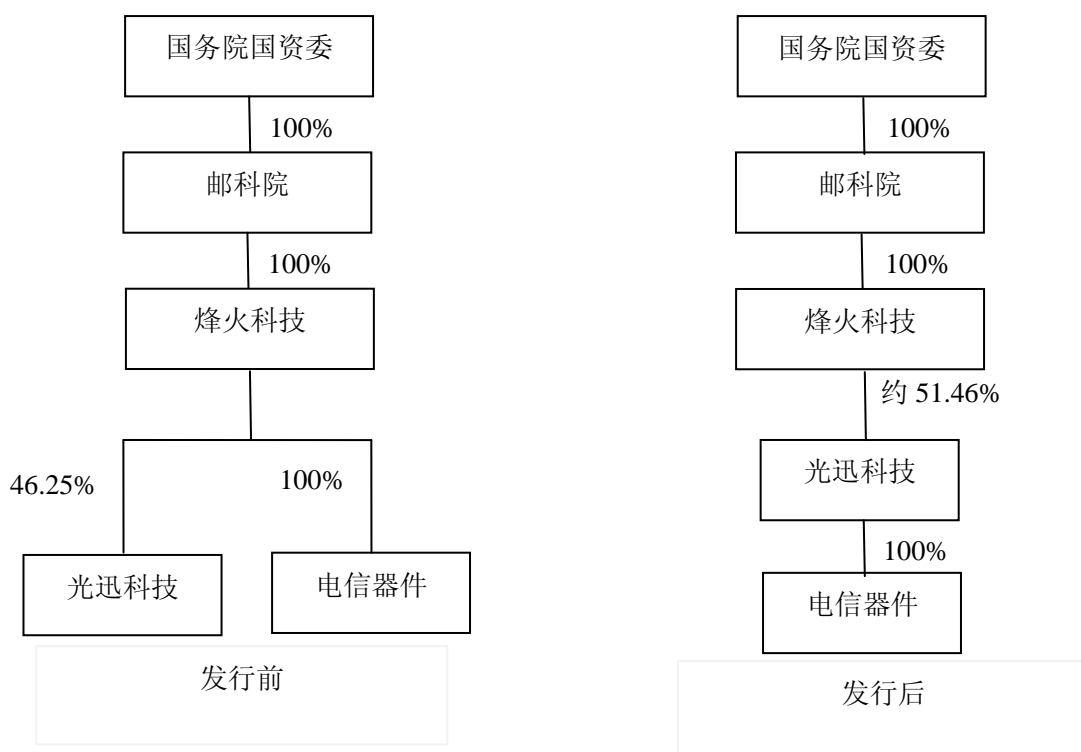 国务院国资委
100%
邮科院
100%
烽火科技
46.25%
100%
光迅科技
电信器件
发行前
国务院国资委
100%
邮科院
100%
烽火科技
约 51.46%
光迅科技
100%
电信器件
发行后